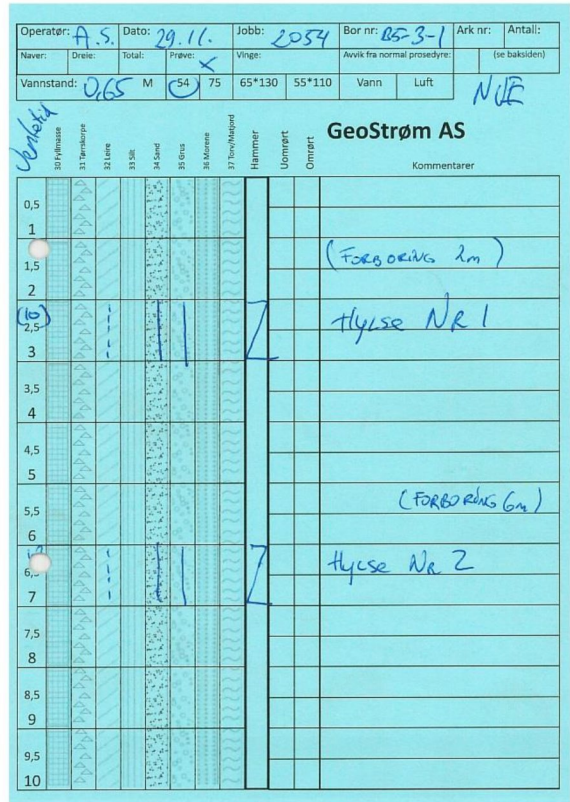 Operatør: A.S. Dato: 29.11. Jobb: 2054 Bor nr: B5-3-1 Ark nr: Antall:
Naver: Dreie: Total: Prøve: X Vinge: Avvik fra normal prosedyre: (se baksiden)
Vannstand: 0,65 M 54 75 65*130 55*110 Vann Luft NVE
Ventetid
30 Fyllmasse
31 Tørrskorpe
32 Leire
33 Silt
34 Sand
35 Grus
36 Morene
37 Torv/Matjord
Hammer
Uomrørt
Omrørt
GeoStrøm AS
Kommentarer
0,5
1
1,5 (FORBORING 2m)
2
(10)
2,5 Hylse NR 1
3
3,5
4
4,5
5
5,5 (FORBORING 6m)
6
6,5 Hylse NR 2
7
7,5
8
8,5
9
9,5
10